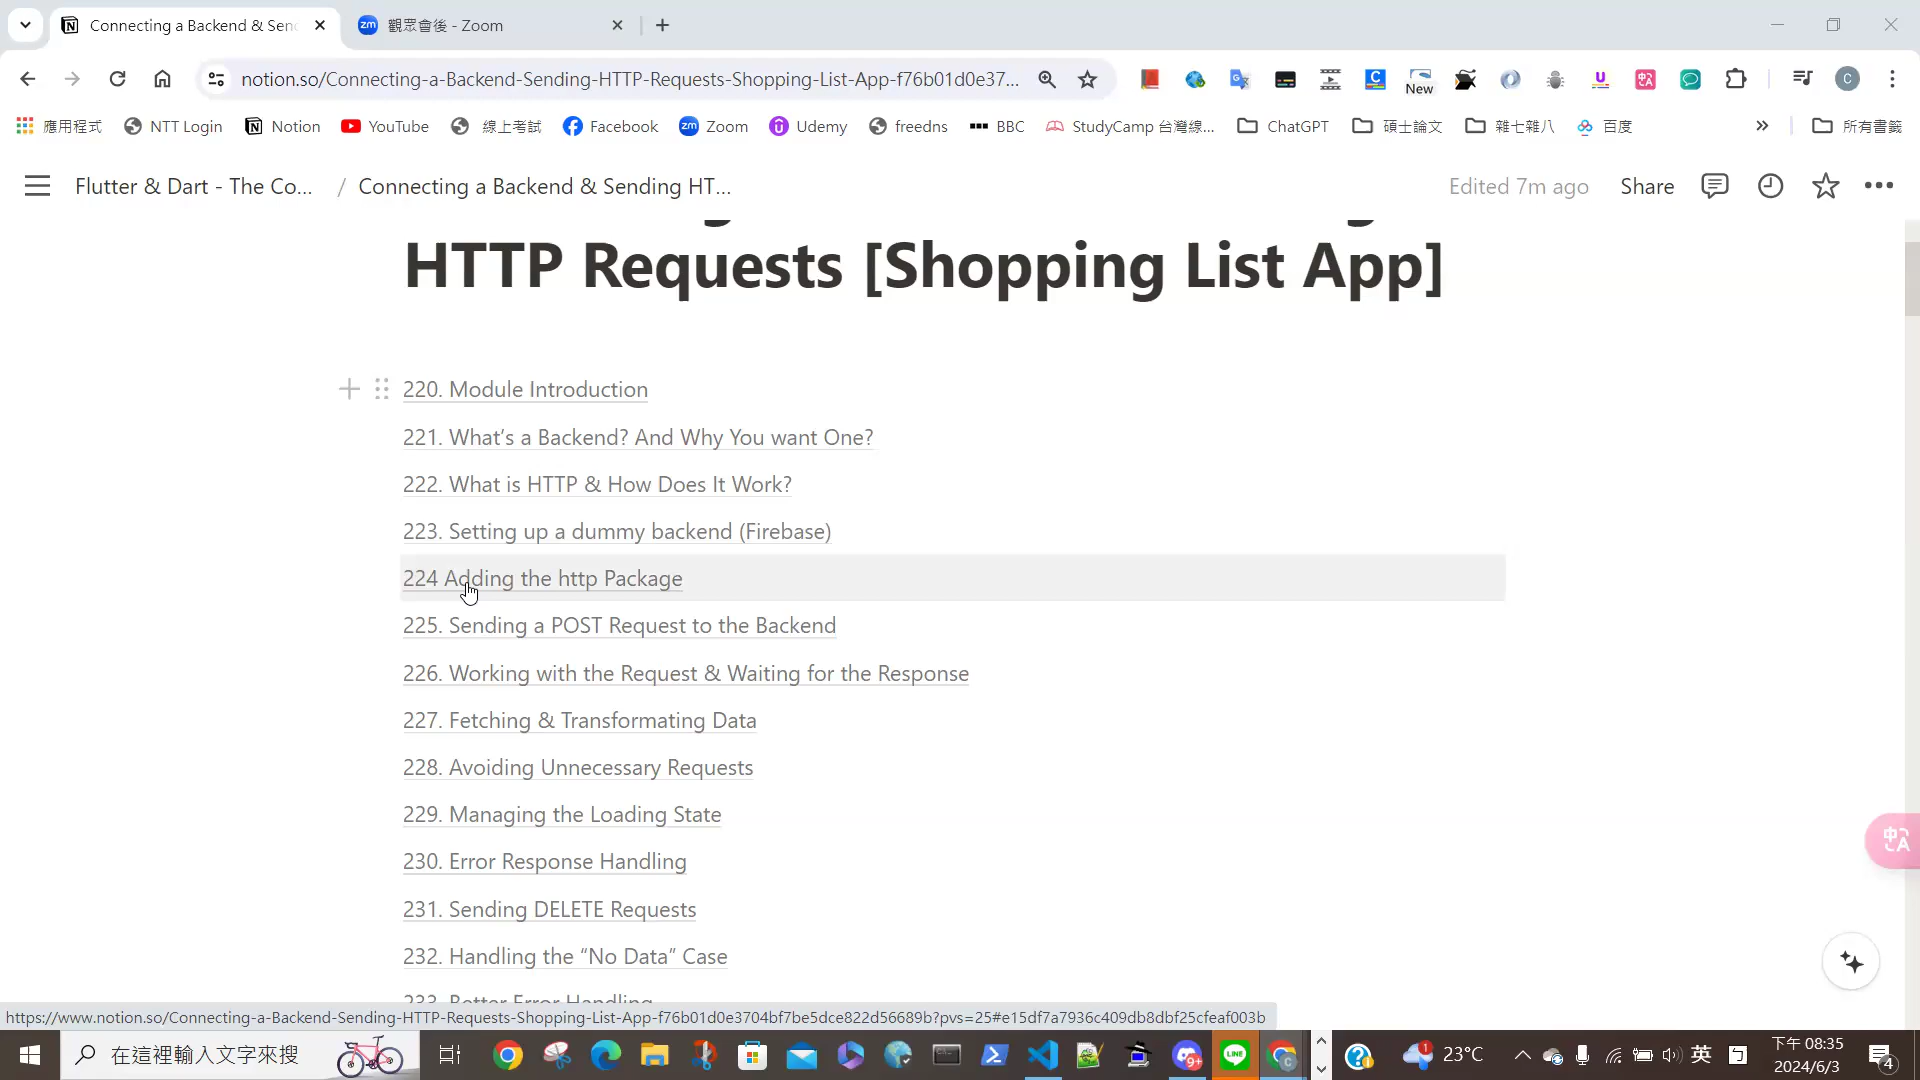 Connecting a Backend & Senc
觀眾會後 - Zoom
notion.so/Connecting-a-Backend-Sending-HTTP-Requests-Shopping-List-App-f76b01d0e37...
New
應用程式
NTT Login
Notion
YouTube
線上考試
Facebook
Zoom
Udemy
freedns
BBC
StudyCamp 台灣線...
ChatGPT
碩士論文
雜七雜八
百度
所有書籤
Flutter & Dart - The Co... / Connecting a Backend & Sending HT...
Edited 7m ago
Share
HTTP Requests [Shopping List App]
220. Module Introduction
221. What's a Backend? And Why You want One?
222. What is HTTP & How Does It Work?
223. Setting up a dummy backend (Firebase)
224 Adding the http Package
225. Sending a POST Request to the Backend
226. Working with the Request & Waiting for the Response
227. Fetching & Transformating Data
228. Avoiding Unnecessary Requests
229. Managing the Loading State
230. Error Response Handling
231. Sending DELETE Requests
232. Handling the “No Data” Case
233. Better Error Handling
https://www.notion.so/Connecting-a-Backend-Sending-HTTP-Requests-Shopping-List-App-f76b01d0e3704bf7be5dce822d56689b?pvs=25#e15df7a7936c409db8dbf25cfeaf003b
在這裡輸入文字來搜
23°C
英
下午 08:35
2024/6/3
4